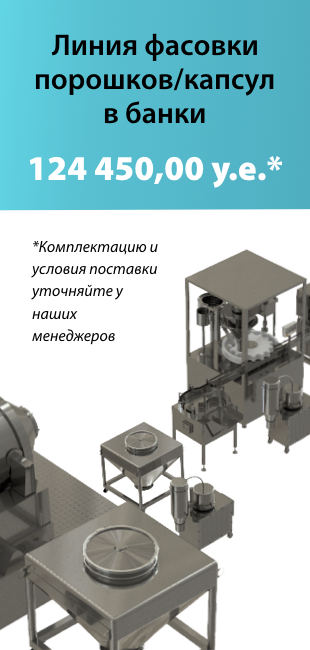 Линия фасовки
порошков/капсул
в банки
124 450,00 у.е.*
*Комплектацию и
условия поставки
уточняйте у
наших
менеджеров